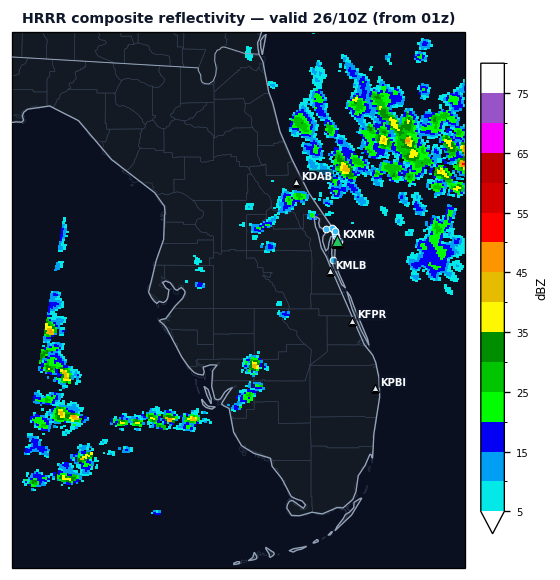 HRRR composite reflectivity — valid 26/10Z (from 01z)
KDAB
KXMR
KMLB
KFPR
KPBI
75
65
55
45
35
25
15
5
dBZ